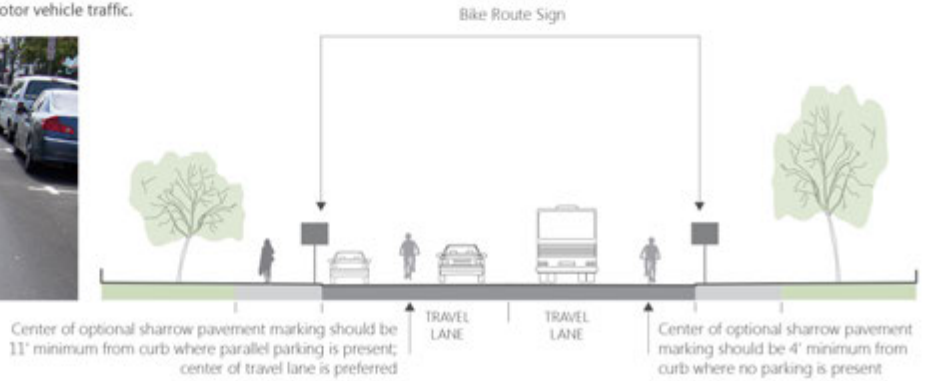 otor vehicle traffic.
Bike Route Sign
TRAVEL
LANE
TRAVEL
LANE
Center of optional sharrow pavement marking should be
11' minimum from curb where parallel parking is present;
center of travel lane is preferred
Center of optional sharrow pavement
marking should be 4' minimum from
curb where no parking is present